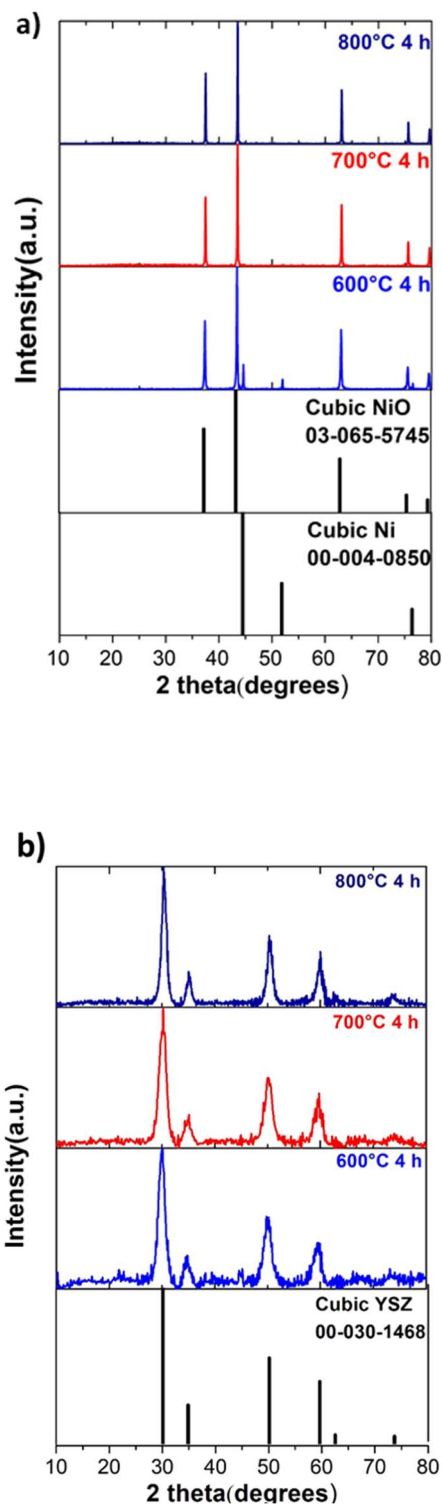 a)
800°C 4 h
700°C 4 h
600°C 4 h
Cubic NiO
03-065-5745
Cubic Ni
00-004-0850
Intensity(a.u.)
10 20 30 40 50 60 70 80
2 theta(degrees)
b)
800°C 4 h
700°C 4 h
600°C 4 h
Cubic YSZ
00-030-1468
Intensity(a.u.)
10 20 30 40 50 60 70 80
2 theta(degrees)